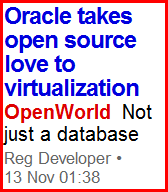 Oracle takes
open source
love to
virtualization
OpenWorld Not
just a database
Reg Developer •
13 Nov 01:38